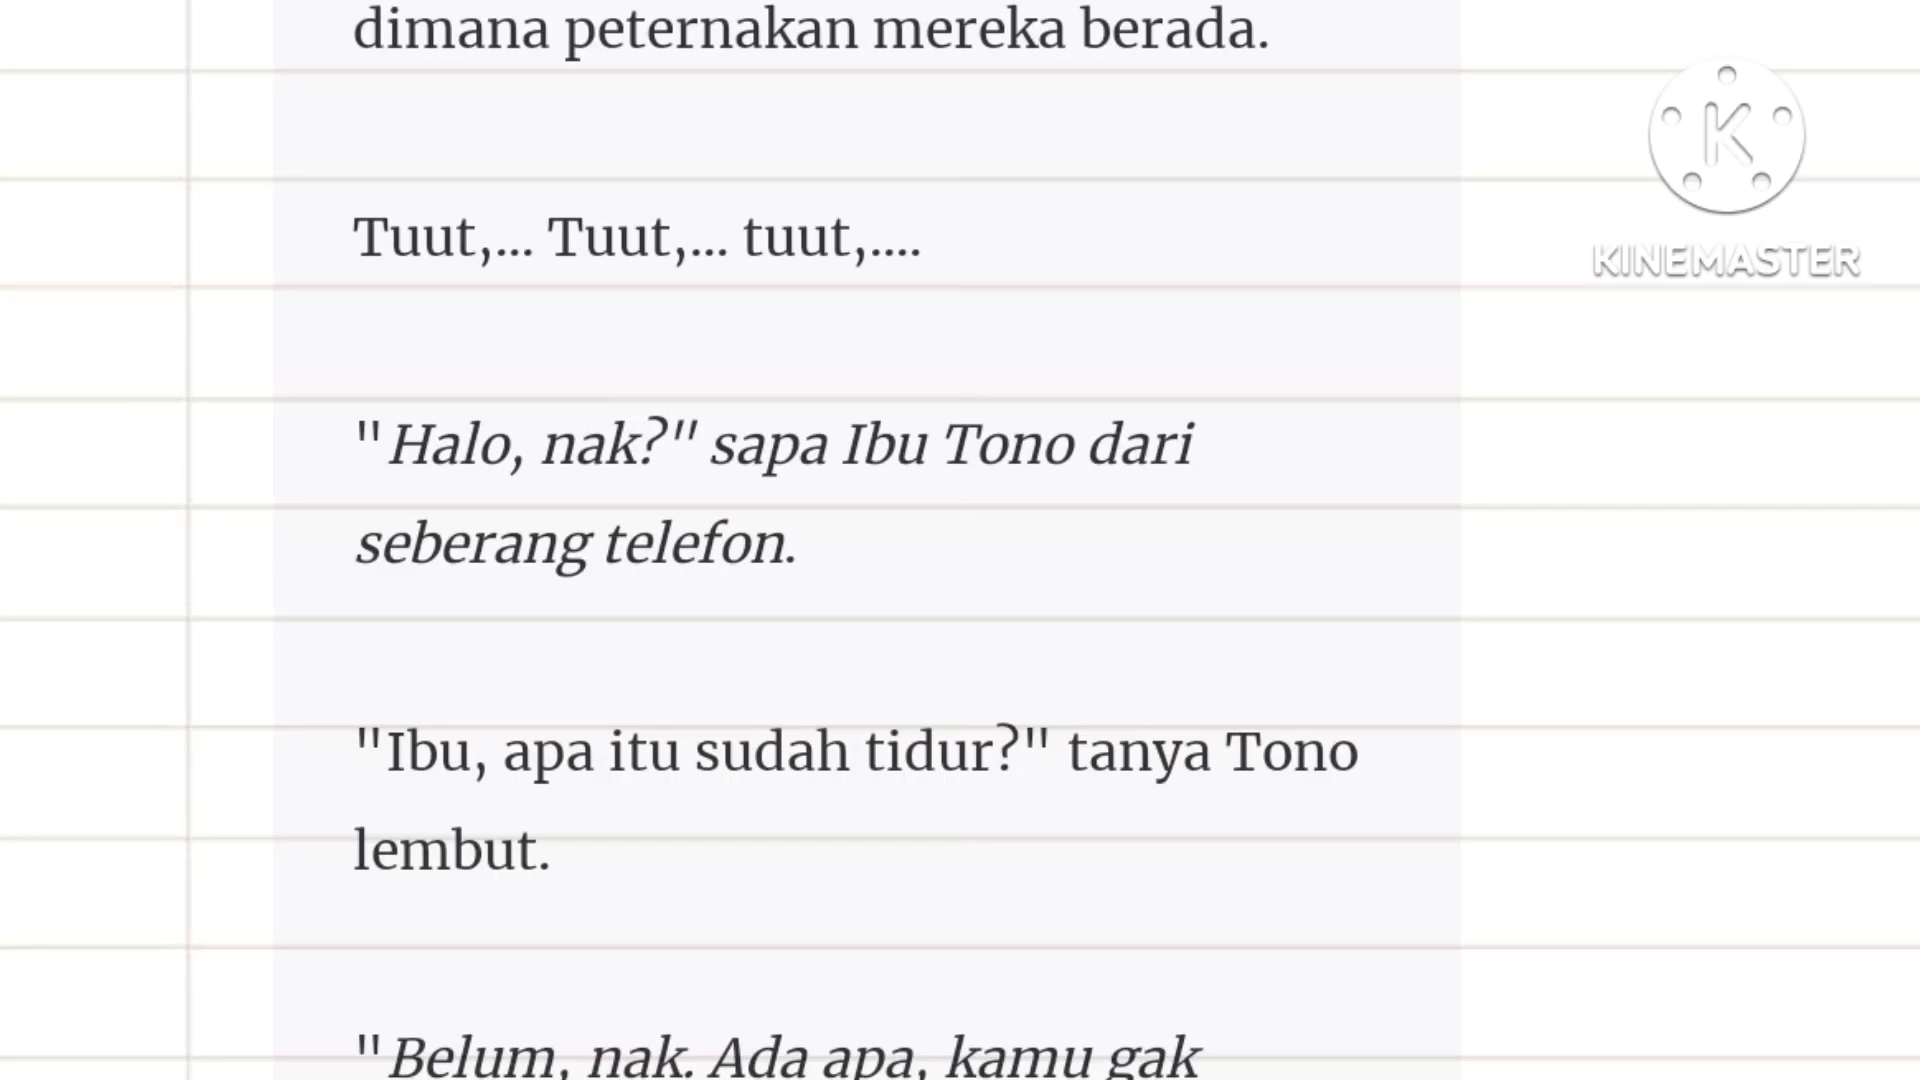 dimana peternakan mereka berada.
Tuut,... Tuut,... tuut,....
"Halo, nak?" sapa Ibu Tono dari
seberang telefon.
"Ibu, apa itu sudah tidur?" tanya Tono
lembut.
"Belum, nak. Ada apa, kamu gak
K
KINEMASTER